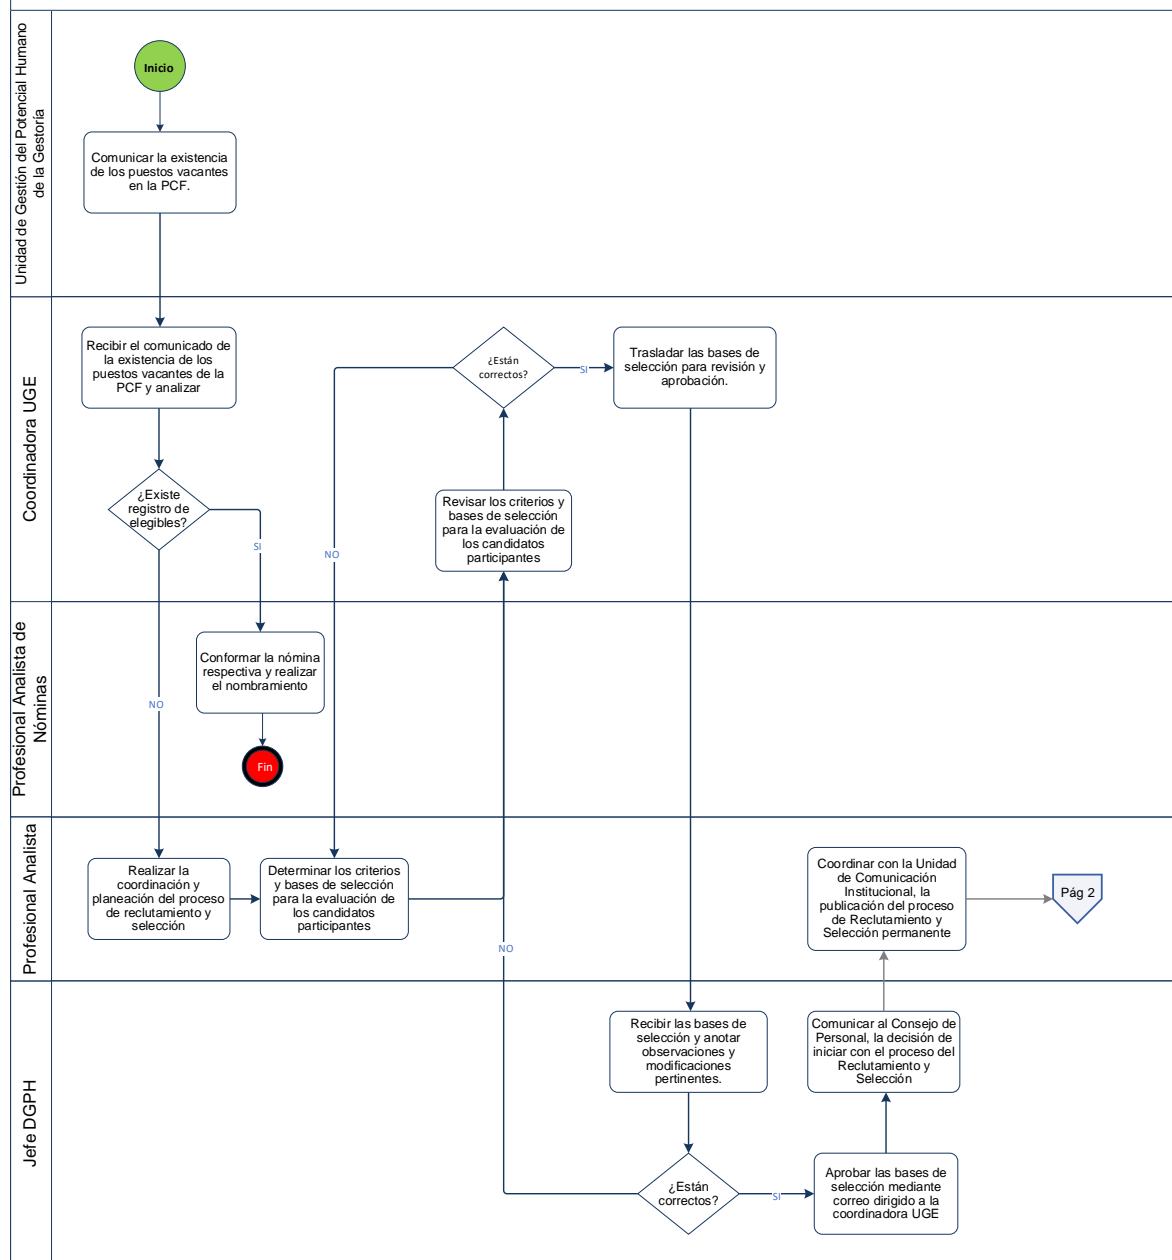 Unidad de Gestión del Potencial Humano
de la Gestoría
Inicio
Comunicar la existencia
de los puestos vacantes
en la PCF.
Coordinadora UGE
Recibir el comunicado de
la existencia de los
puestos vacantes de la
PCF y analizar
¿Existe
registro de
elegibles?
SI
NO
¿Están
correctos?
SI
NO
Trasladar las bases de
selección para revisión y
aprobación.
Revisar los criterios y
bases de selección
para la evaluación de
los candidatos
participantes
Profesional Analista de
Nóminas
Conformar la nómina
respectiva y realizar
el nombramiento
Fin
Profesional Analista
Realizar la
coordinación y
planeación del proceso
de reclutamiento y
selección
Determinar los criterios
y bases de selección
para la evaluación de
los candidatos
participantes
NO
Coordinar con la Unidad
de Comunicación
Institucional, la
publicación del proceso
de Reclutamiento y
Selección permanente
Pág 2
Jefe DGPH
Recibir las bases de
selección y anotar
observaciones y
modificaciones
pertinentes.
Comunicar al Consejo de
Personal, la decisión de
iniciar con el proceso del
Reclutamiento y
Selección
¿Están
correctos?
SI
Aprobar las bases de
selección mediante
correo dirigido a la
coordinadora UGE